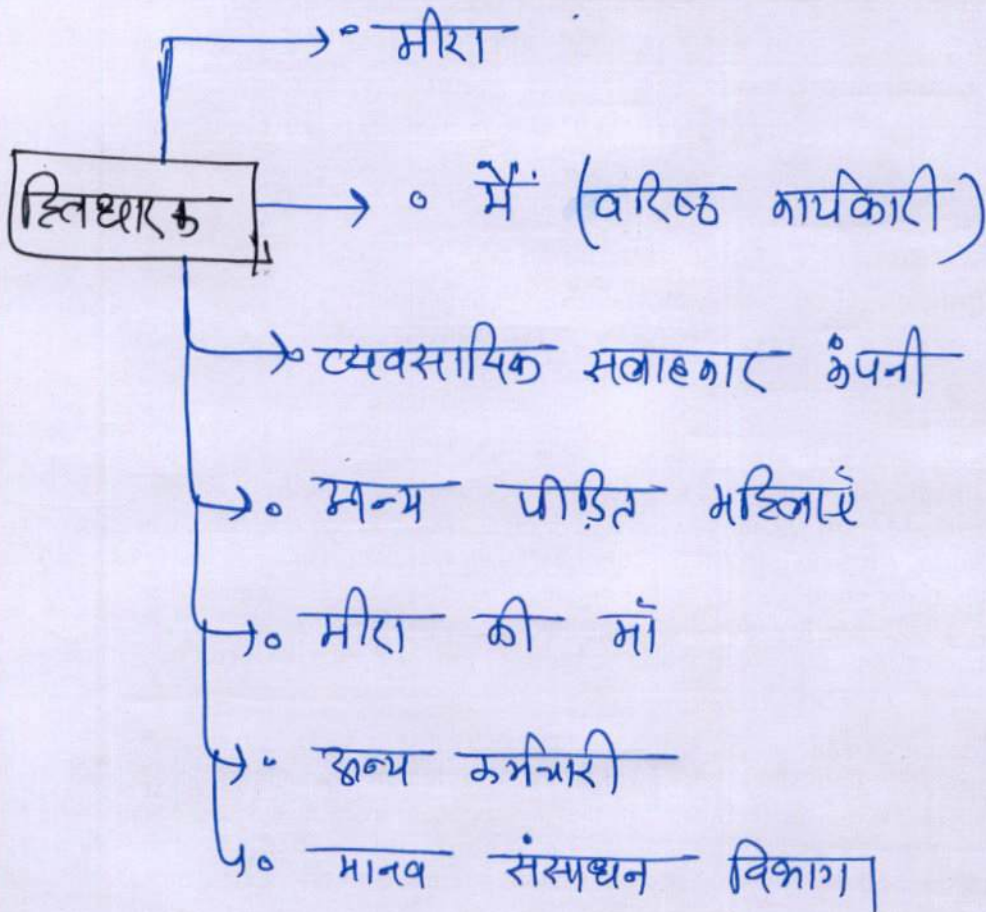 मीरा
हितधारक
मैं (वरिष्ठ कार्यकारी)
व्यवसायिक सलाहकार कंपनी
अन्य पीड़ित महिलाएं
मीरा की माँ
अन्य कर्मचारी
मानव संसाधन विभाग